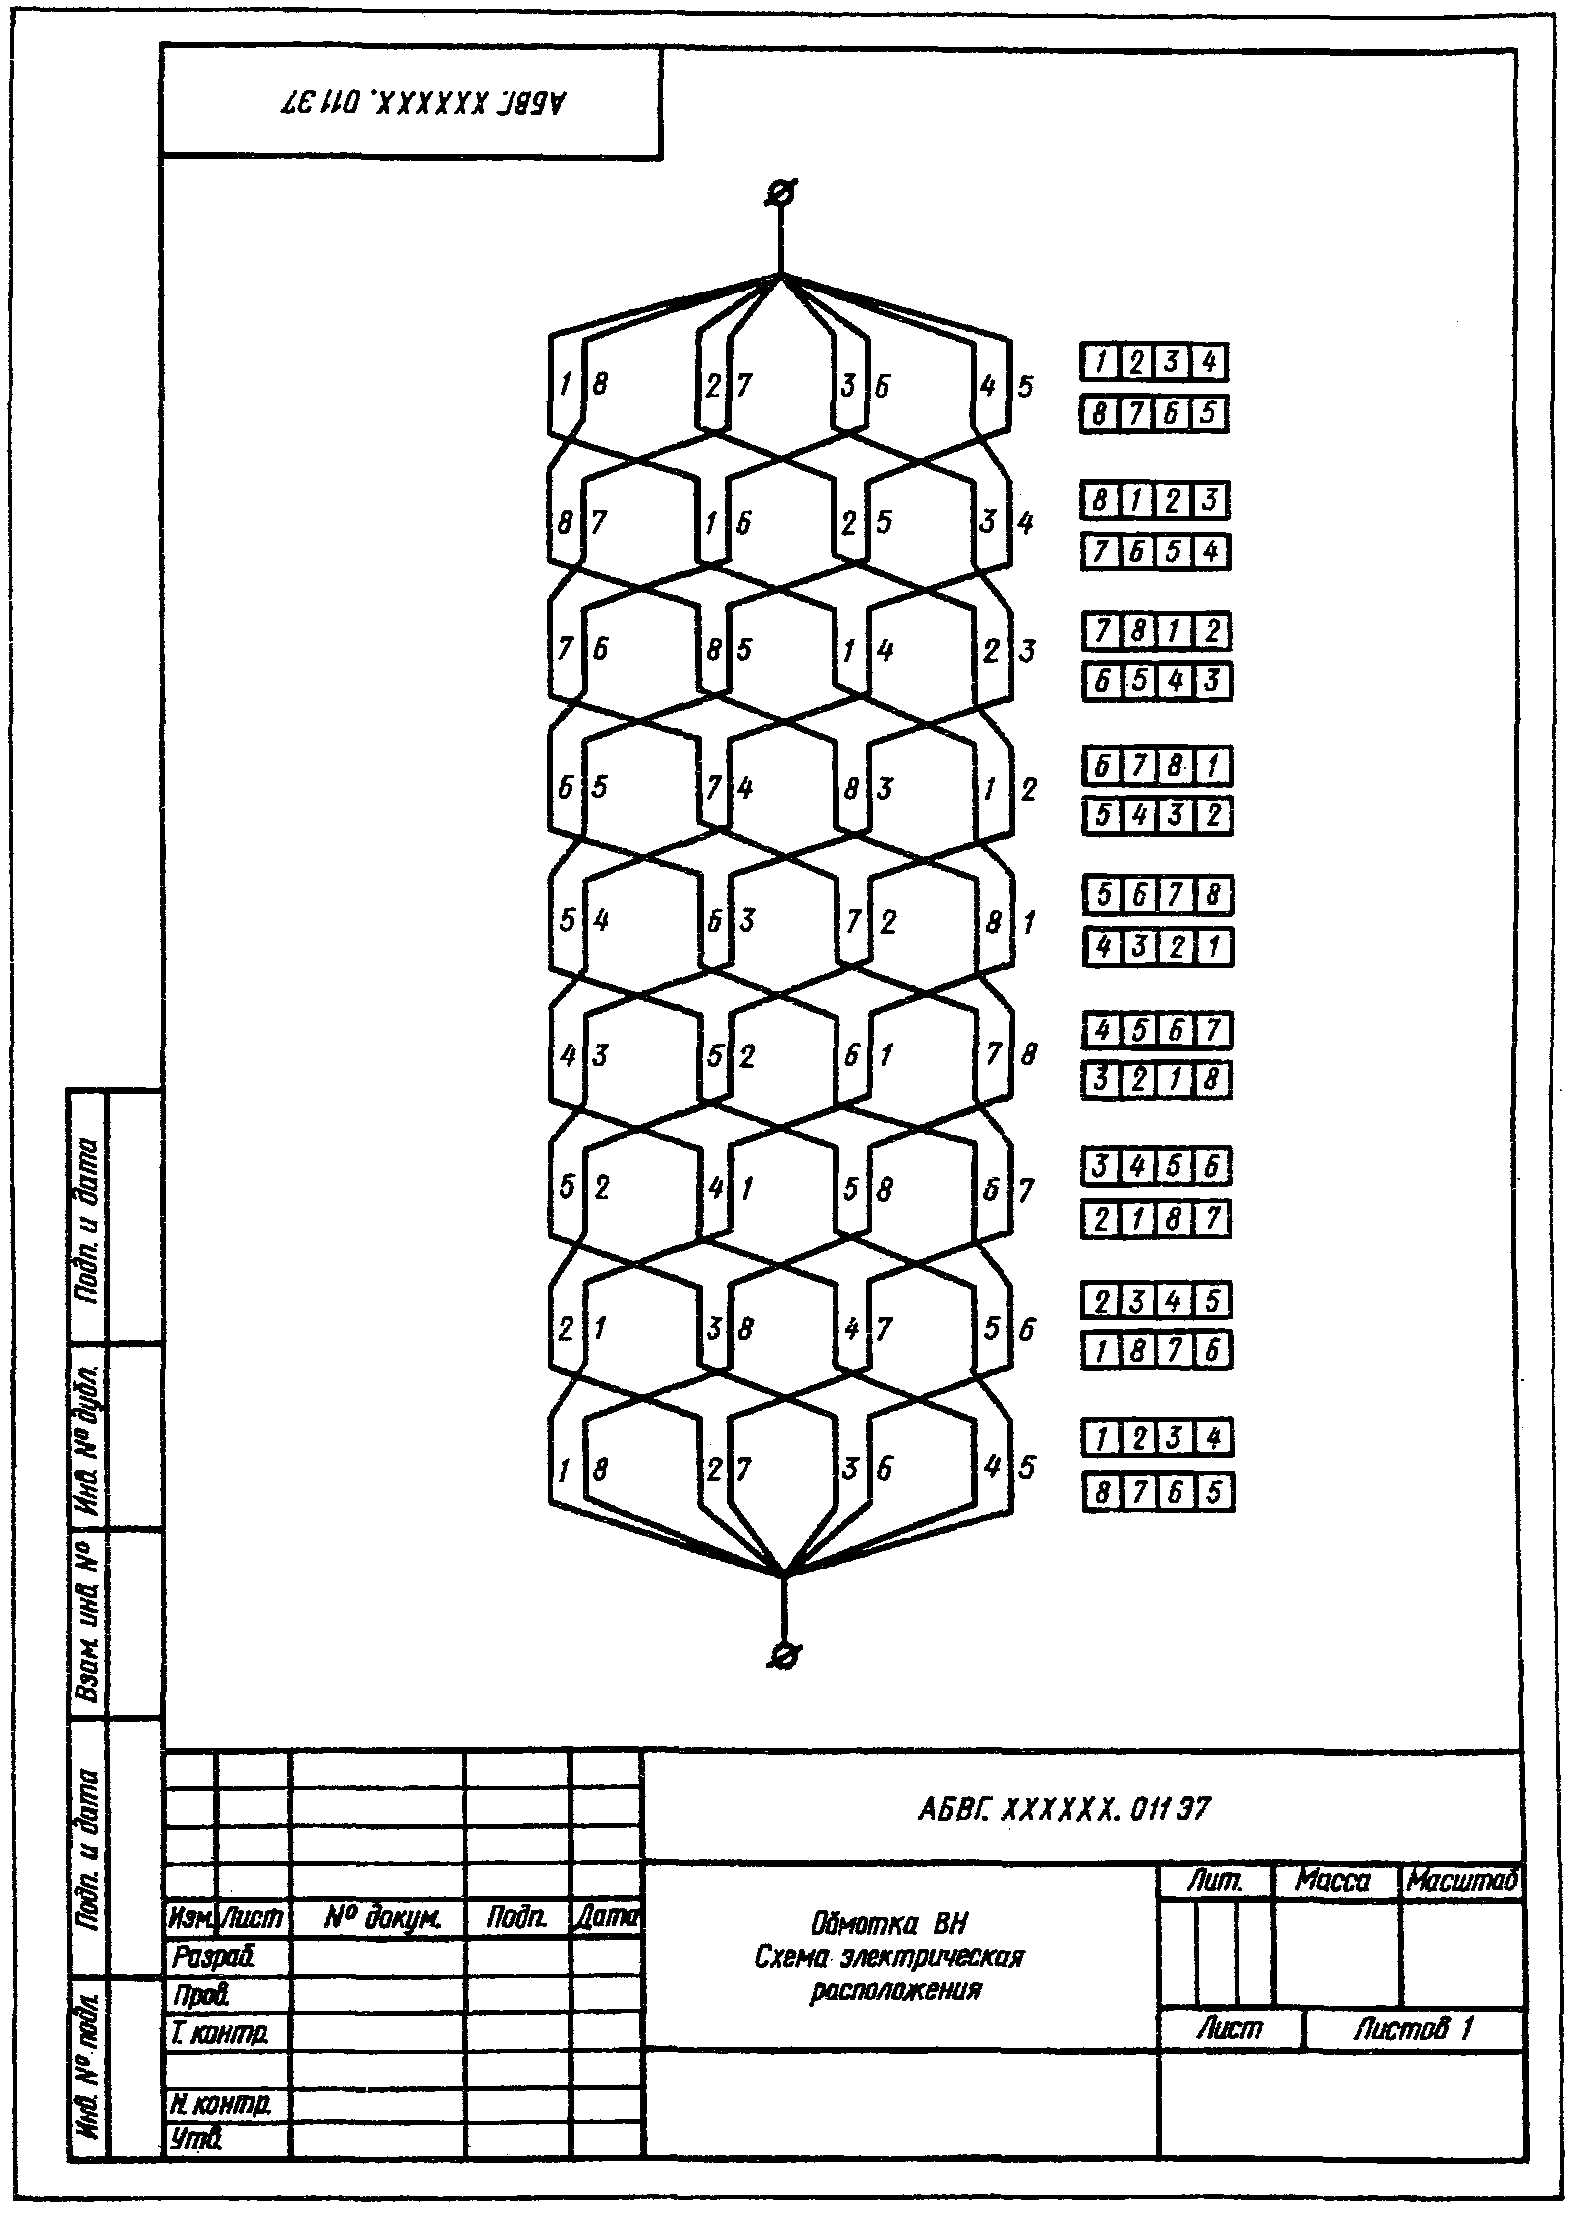 АБВГ. XXXXXX. 011 Э7
1 8 2 7 3 6 4 5 1 2 3 4
8 7 6 5
8 7 1 6 2 5 3 4 8 1 2 3
7 6 5 4
7 6 8 5 1 4 2 3 7 8 1 2
6 5 4 3
6 5 7 4 8 3 1 2 6 7 8 1
5 4 3 2
5 4 6 3 7 2 8 1 5 6 7 8
4 3 2 1
4 3 5 2 6 1 7 8 4 5 6 7
3 2 1 8
5 2 4 1 5 8 6 7 3 4 5 6
2 1 8 7
2 1 3 8 4 7 5 6 2 3 4 5
1 8 7 6
1 8 2 7 3 6 4 5 1 2 3 4
8 7 6 5
Подп. и дата
Инв. № дубл.
Взам. инв. №
Подп. и дата
Инв. № подл.
АБВГ. XXXXXX. 011 Э7
Изм. Лист № докум. Подп. Дата
Разраб.
Пров.
Т. контр.
Н. контр.
Утв.
Обмотка ВН
Схема электрическая
расположения
Лит. Масса Масштаб
Лист Листов 1